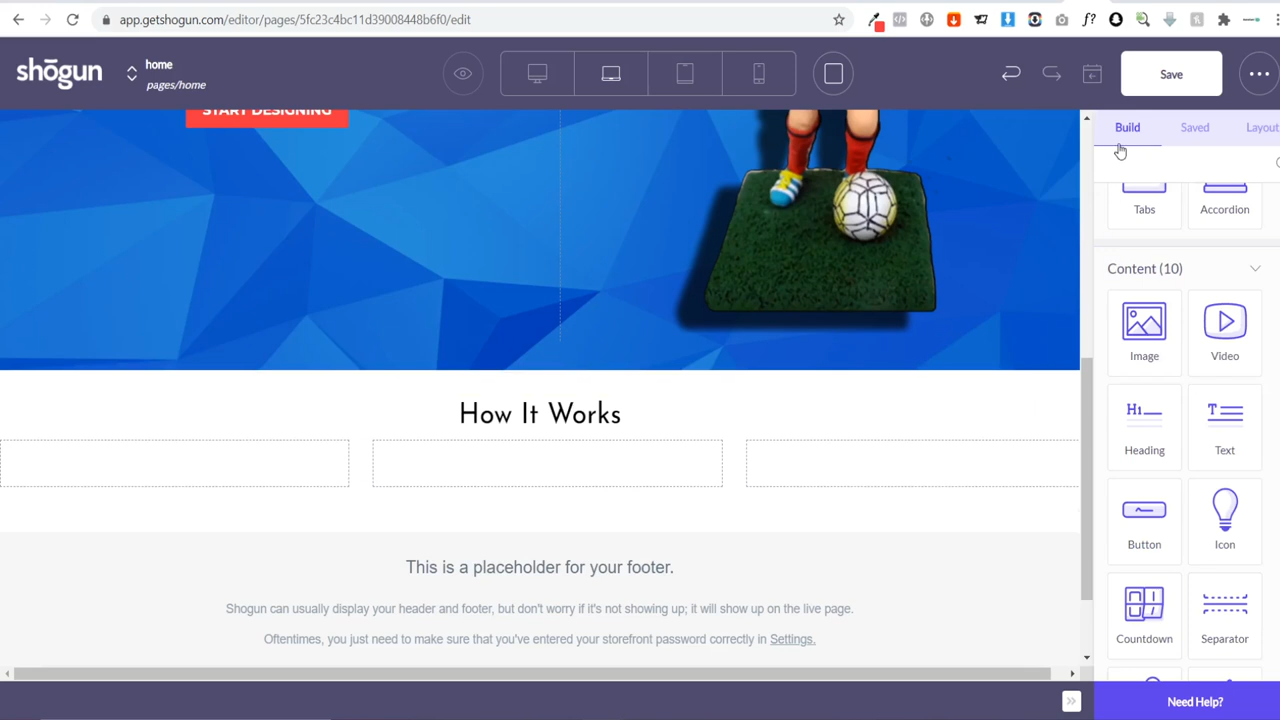 app.getshogun.com/editor/pages/5fc23c4bc11d39008448b6f0/edit
f?
shōgun
home
pages/home
Save
START DESIGNING
Build
Saved
Layout
Tabs
Accordion
Content (10)
Image
Video
How It Works
H1
T
Heading
Text
Button
Icon
This is a placeholder for your footer.
Shogun can usually display your header and footer, but don't worry if it's not showing up; it will show up on the live page.
Oftentimes, you just need to make sure that you've entered your storefront password correctly in Settings.
Countdown
Separator
Need Help?